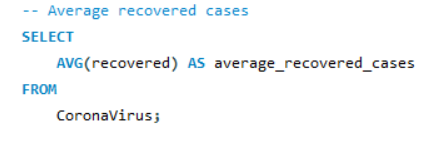 -- Average recovered cases
SELECT
AVG(recovered) AS average_recovered_cases
FROM
CoronaVirus;